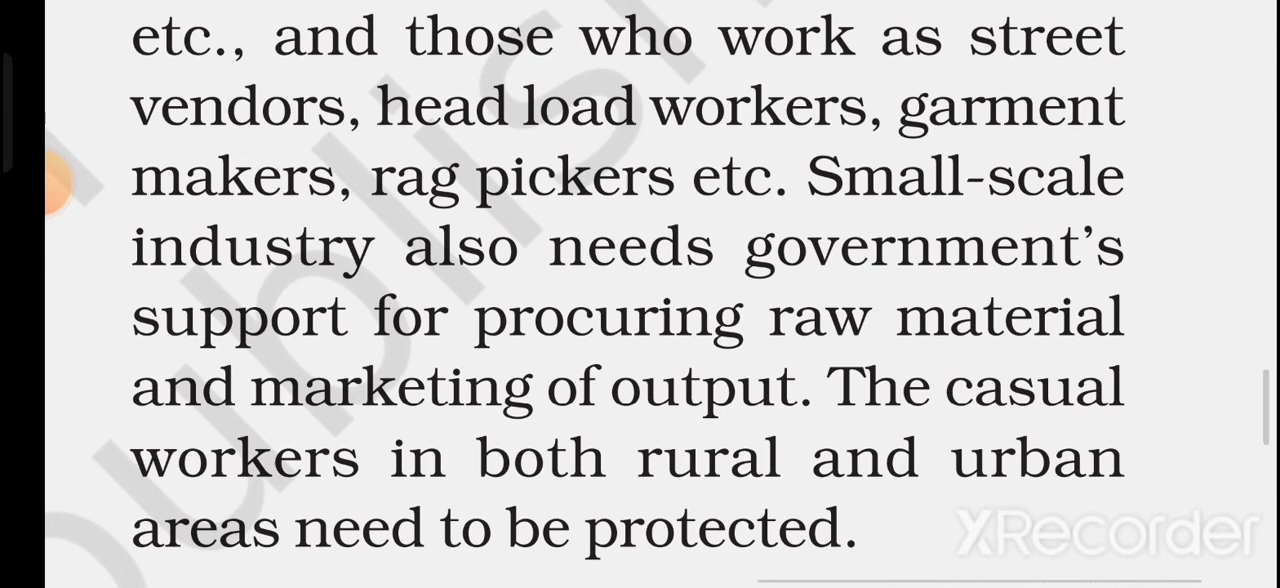 etc., and those who work as street
vendors, head load workers, garment
makers, rag pickers etc. Small-scale
industry also needs government’s
support for procuring raw material
and marketing of output. The casual
workers in both rural and urban
areas need to be protected.
XRecorder